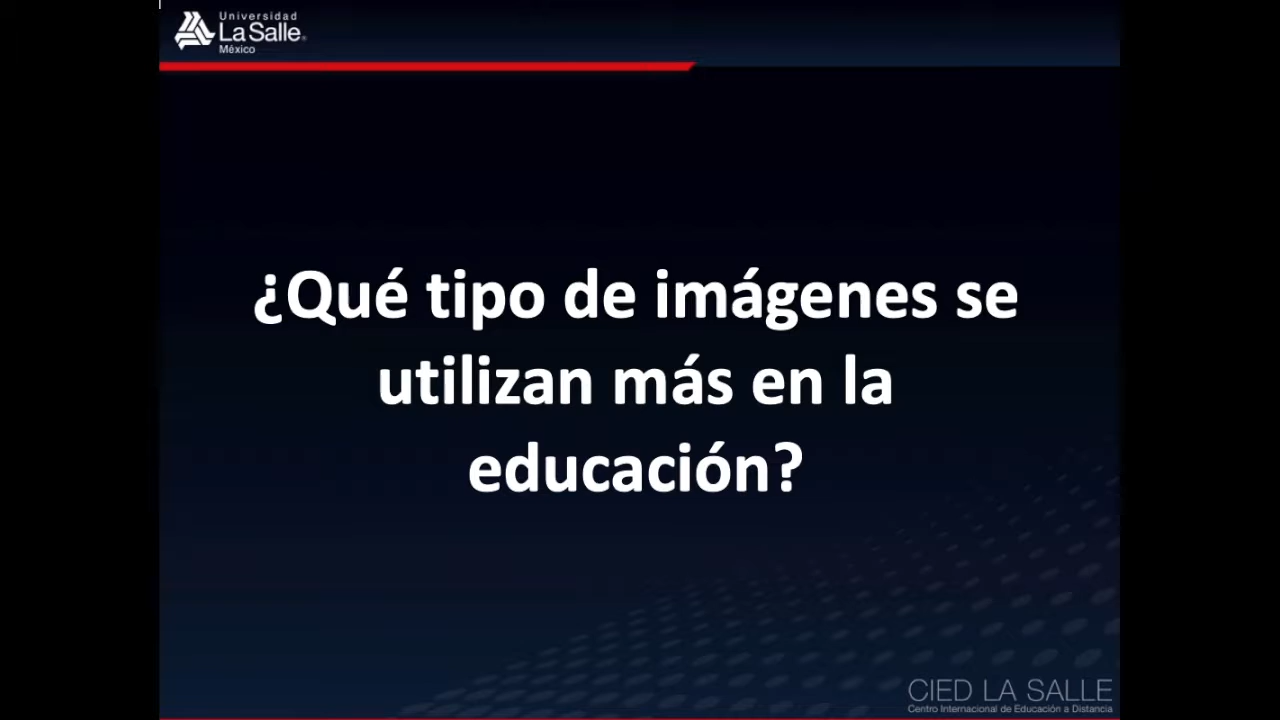 Universidad
La Salle®
México
¿Qué tipo de imágenes se
utilizan más en la
educación?
CIED LA SALLE
Centro Internacional de Educación a Distancia